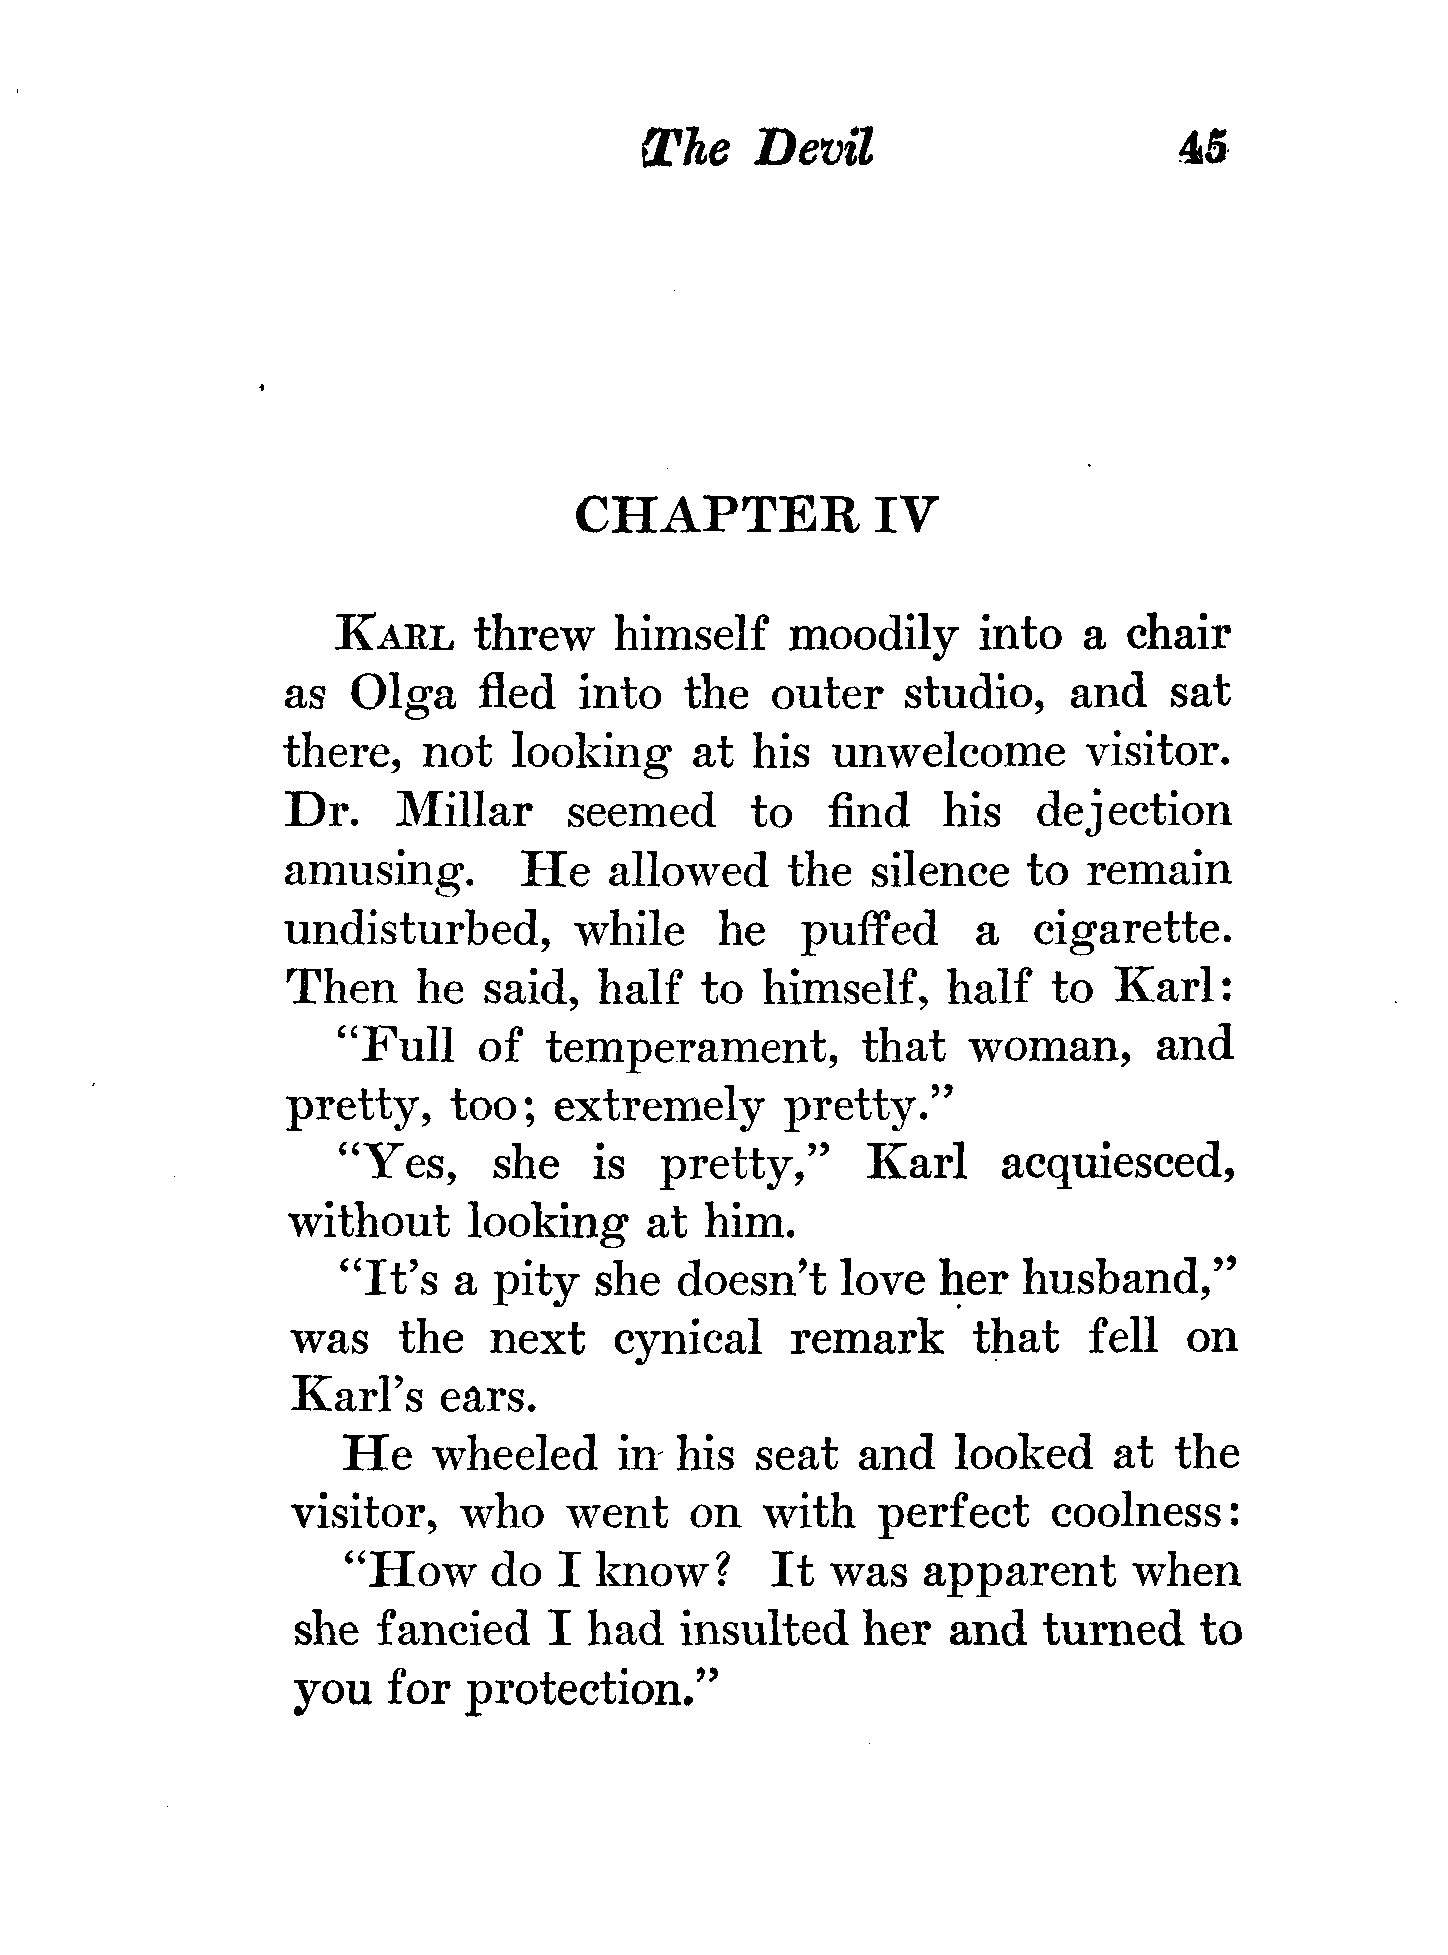 The Devil 45
CHAPTER IV
KARL threw himself moodily into a chair
as Olga fled into the outer studio, and sat
there, not looking at his unwelcome visitor.
Dr. Millar seemed to find his dejection
amusing. He allowed the silence to remain
undisturbed, while he puffed a cigarette.
Then he said, half to himself, half to Karl:
“Full of temperament, that woman, and
pretty, too; extremely pretty.”
“Yes, she is pretty,” Karl acquiesced,
without looking at him.
“It’s a pity she doesn’t love her husband,”
was the next cynical remark that fell on
Karl’s ears.
He wheeled in his seat and looked at the
visitor, who went on with perfect coolness:
“How do I know? It was apparent when
she fancied I had insulted her and turned to
you for protection.”